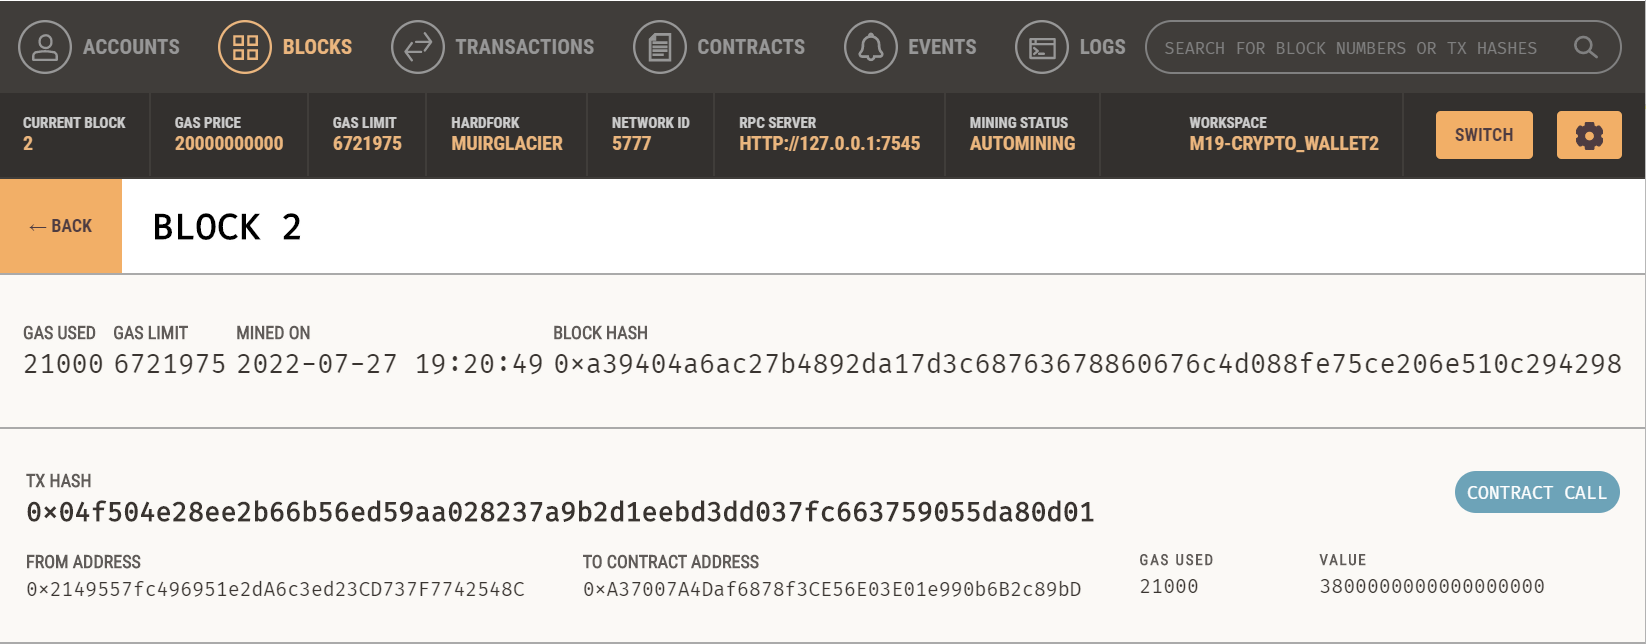 ACCOUNTS BLOCKS TRANSACTIONS CONTRACTS EVENTS LOGS SEARCH FOR BLOCK NUMBERS OR TX HASHES
CURRENT BLOCK GAS PRICE GAS LIMIT HARDFORK NETWORK ID RPC SERVER MINING STATUS WORKSPACE
2 20000000000 6721975 MUIRGLACIER 5777 HTTP://127.0.0.1:7545 AUTOMINING M19-CRYPTO_WALLET2
SWITCH
← BACK BLOCK 2
GAS USED GAS LIMIT MINED ON BLOCK HASH
21000 6721975 2022-07-27 19:20:49 0×a39404a6ac27b4892da17d3c68763678860676c4d088fe75ce206e510c294298
TX HASH
0×04f504e28ee2b66b56ed59aa028237a9b2d1eebd3dd037fc663759055da80d01
CONTRACT CALL
FROM ADDRESS TO CONTRACT ADDRESS GAS USED VALUE
0×2149557fc496951e2dA6c3ed23CD737F7742548C 0×A37007A4Daf6878f3CE56E03E01e990b6B2c89bD 21000 3800000000000000000